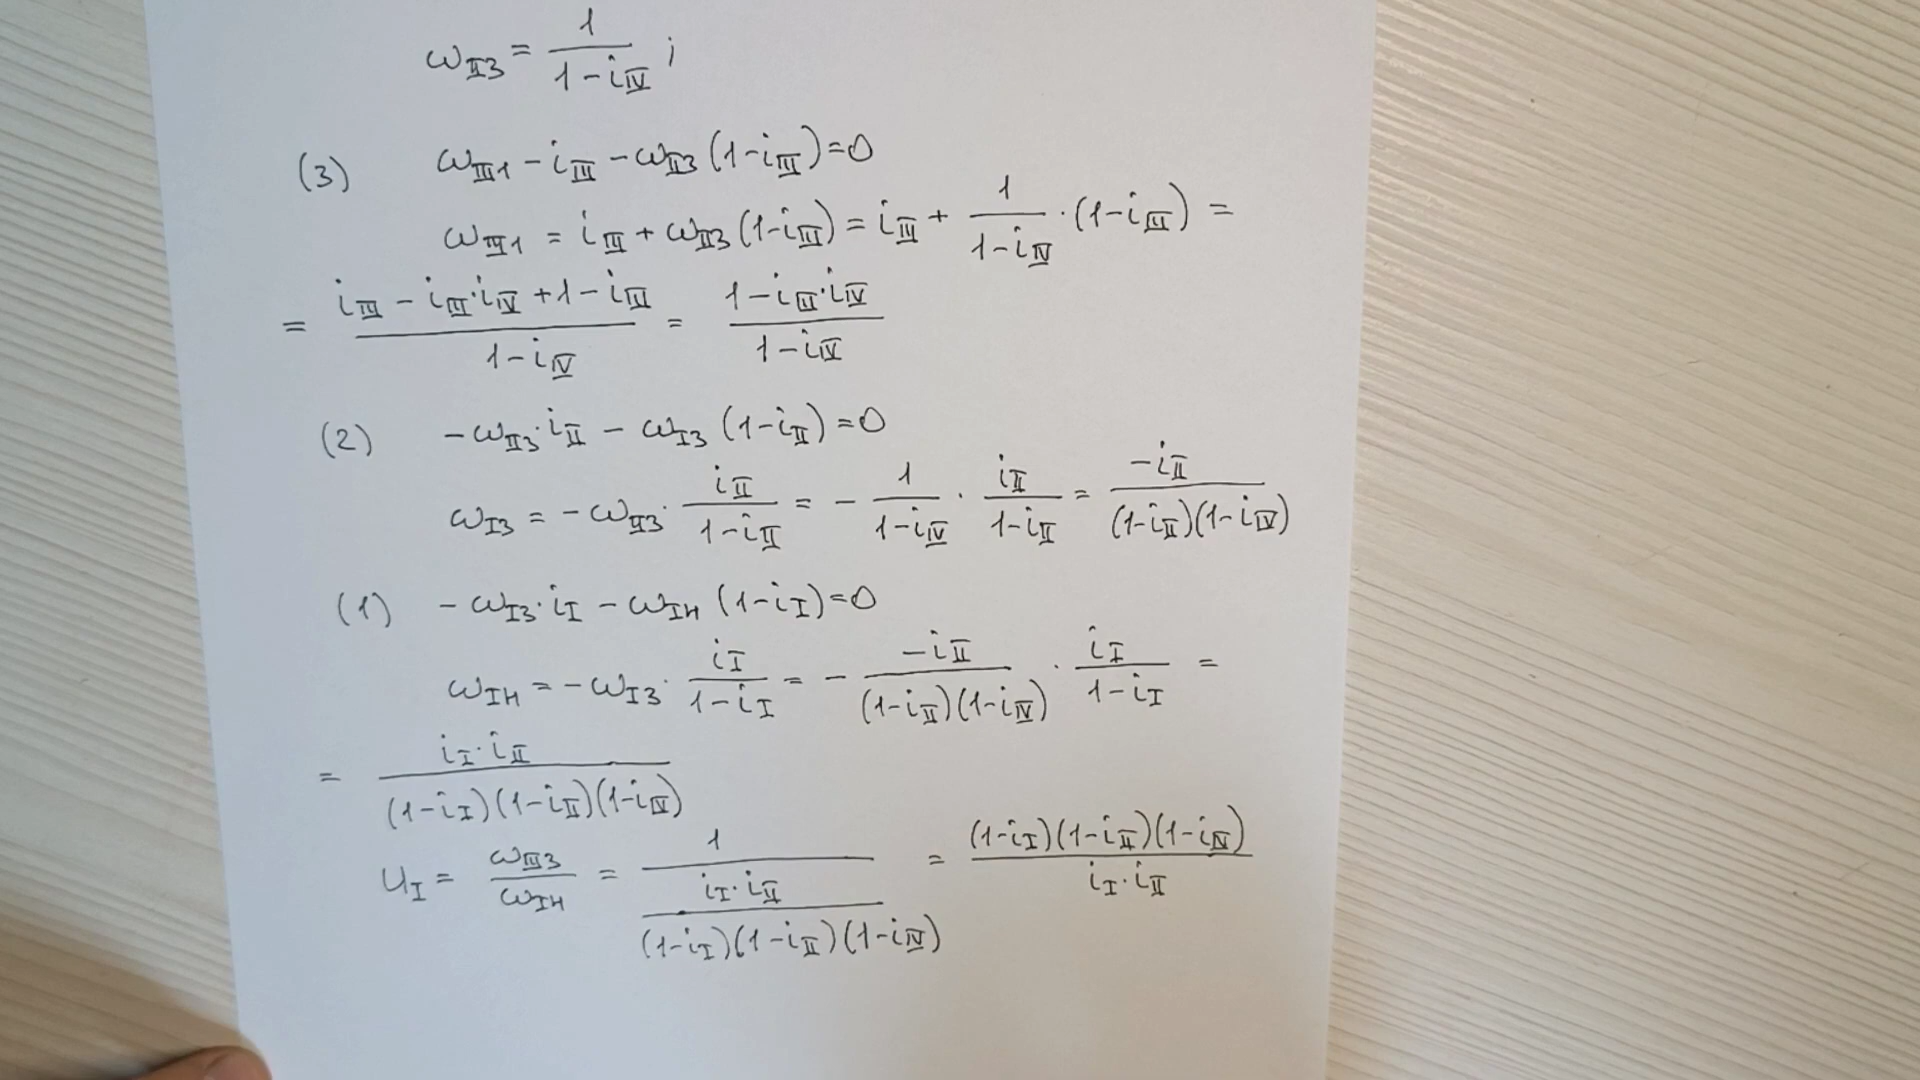 ω_II3 = 1/(1-i_IV) ;
(3) ω_III1 - i_III - ω_II3 (1-i_III) = 0
ω_III1 = i_III + ω_II3 (1-i_III) = i_III + 1/(1-i_IV) · (1-i_III) =
= (i_III - i_III·i_IV + 1 - i_III)/(1-i_IV) = (1-i_III·i_IV)/(1-i_IV)
(2) -ω_II3·i_II - ω_I3 (1-i_II) = 0
ω_I3 = -ω_II3 · i_II/(1-i_II) = - 1/(1-i_IV) · i_II/(1-i_II) = -i_II/((1-i_II)(1-i_IV))
(1) -ω_I3·i_I - ω_IH (1-i_I) = 0
ω_IH = -ω_I3 · i_I/(1-i_I) = - (-i_II)/((1-i_II)(1-i_IV)) · i_I/(1-i_I) =
= (i_I·i_II)/((1-i_I)(1-i_II)(1-i_IV))
U_I = ω_III3/ω_IH = 1/((i_I·i_II)/((1-i_I)(1-i_II)(1-i_IV))) = ((1-i_I)(1-i_II)(1-i_IV))/(i_I·i_II)